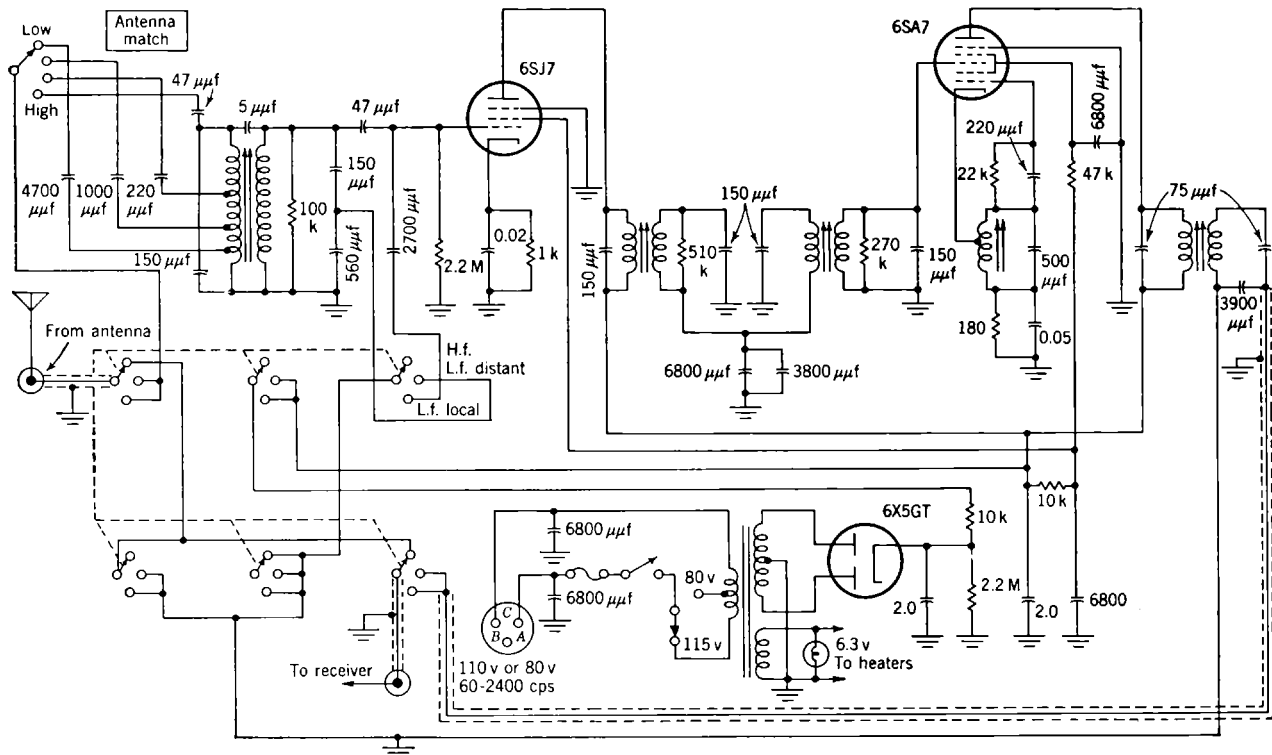 Low
High
Antenna
match
47 μμf
5 μμf
47 μμf
6SJ7
6SA7
4700
μμf
1000
μμf
220
μμf
150 μμf
100
k
150
μμf
560 μμf
2700 μμf
2.2 M
0.02
1 k
150 μμf
510
k
150 μμf
270
k
150
μμf
220
μμf
22 k
500
μμf
180
0.05
47 k
6800 μμf
75 μμf
3900
μμf
6800 μμf
3800 μμf
From antenna
H.f.
L.f. distant
L.f. local
10 k
6X5GT
10 k
6800 μμf
6800 μμf
80 v
115 v
C
B
A
110 v or 80 v
60-2400 cps
6.3 v
To heaters
2.0
2.2 M
2.0
6800
To receiver